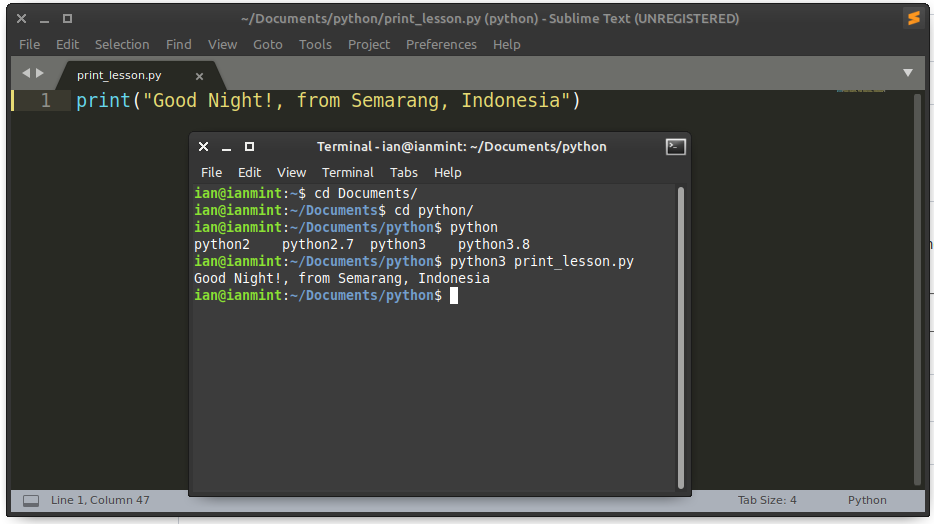 ~/Documents/python/print_lesson.py (python) - Sublime Text (UNREGISTERED)
File Edit Selection Find View Goto Tools Project Preferences Help
print_lesson.py
1 print("Good Night!, from Semarang, Indonesia")
Terminal - ian@ianmint: ~/Documents/python
File Edit View Terminal Tabs Help
ian@ianmint:~$ cd Documents/
ian@ianmint:~/Documents$ cd python/
ian@ianmint:~/Documents/python$ python
python2 python2.7 python3 python3.8
ian@ianmint:~/Documents/python$ python3 print_lesson.py
Good Night!, from Semarang, Indonesia
ian@ianmint:~/Documents/python$
Line 1, Column 47 Tab Size: 4 Python